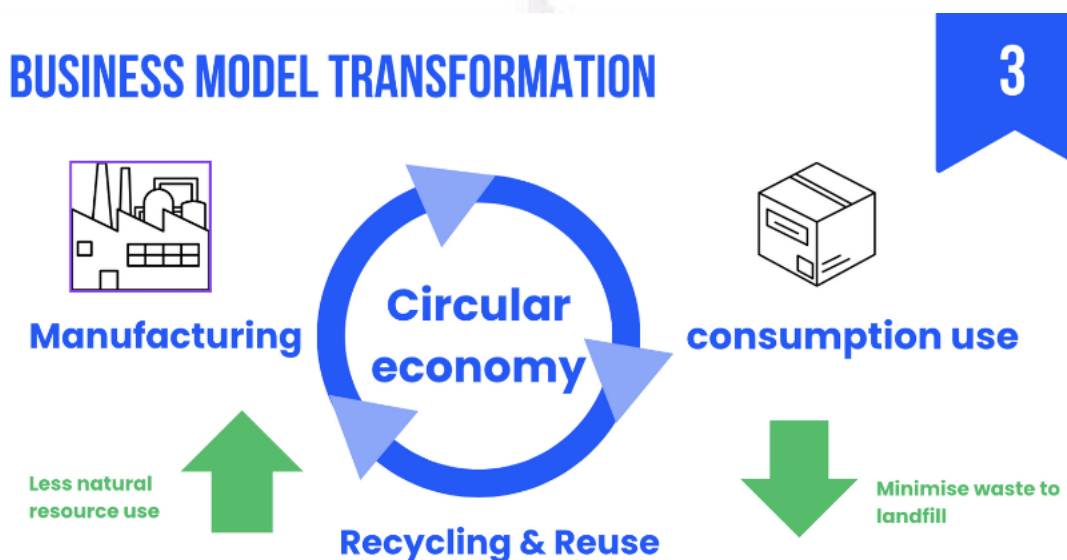 BUSINESS MODEL TRANSFORMATION
3
Circular
economy
Manufacturing
consumption use
Less natural
resource use
Minimise waste to
landfill
Recycling & Reuse